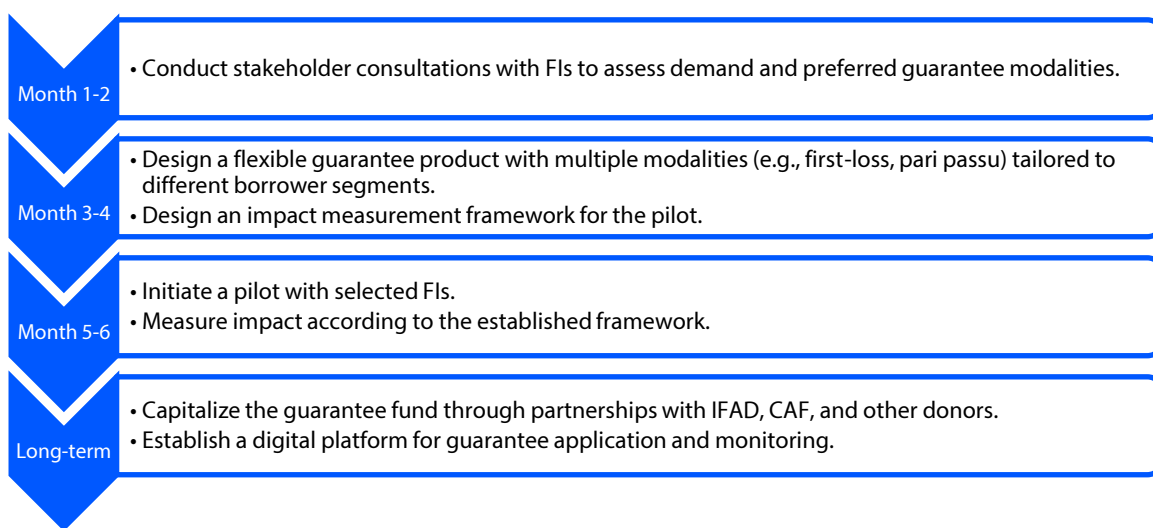 Month 1-2
• Conduct stakeholder consultations with FIs to assess demand and preferred guarantee modalities.
Month 3-4
• Design a flexible guarantee product with multiple modalities (e.g., first-loss, pari passu) tailored to
different borrower segments.
• Design an impact measurement framework for the pilot.
Month 5-6
• Initiate a pilot with selected FIs.
• Measure impact according to the established framework.
Long-term
• Capitalize the guarantee fund through partnerships with IFAD, CAF, and other donors.
• Establish a digital platform for guarantee application and monitoring.